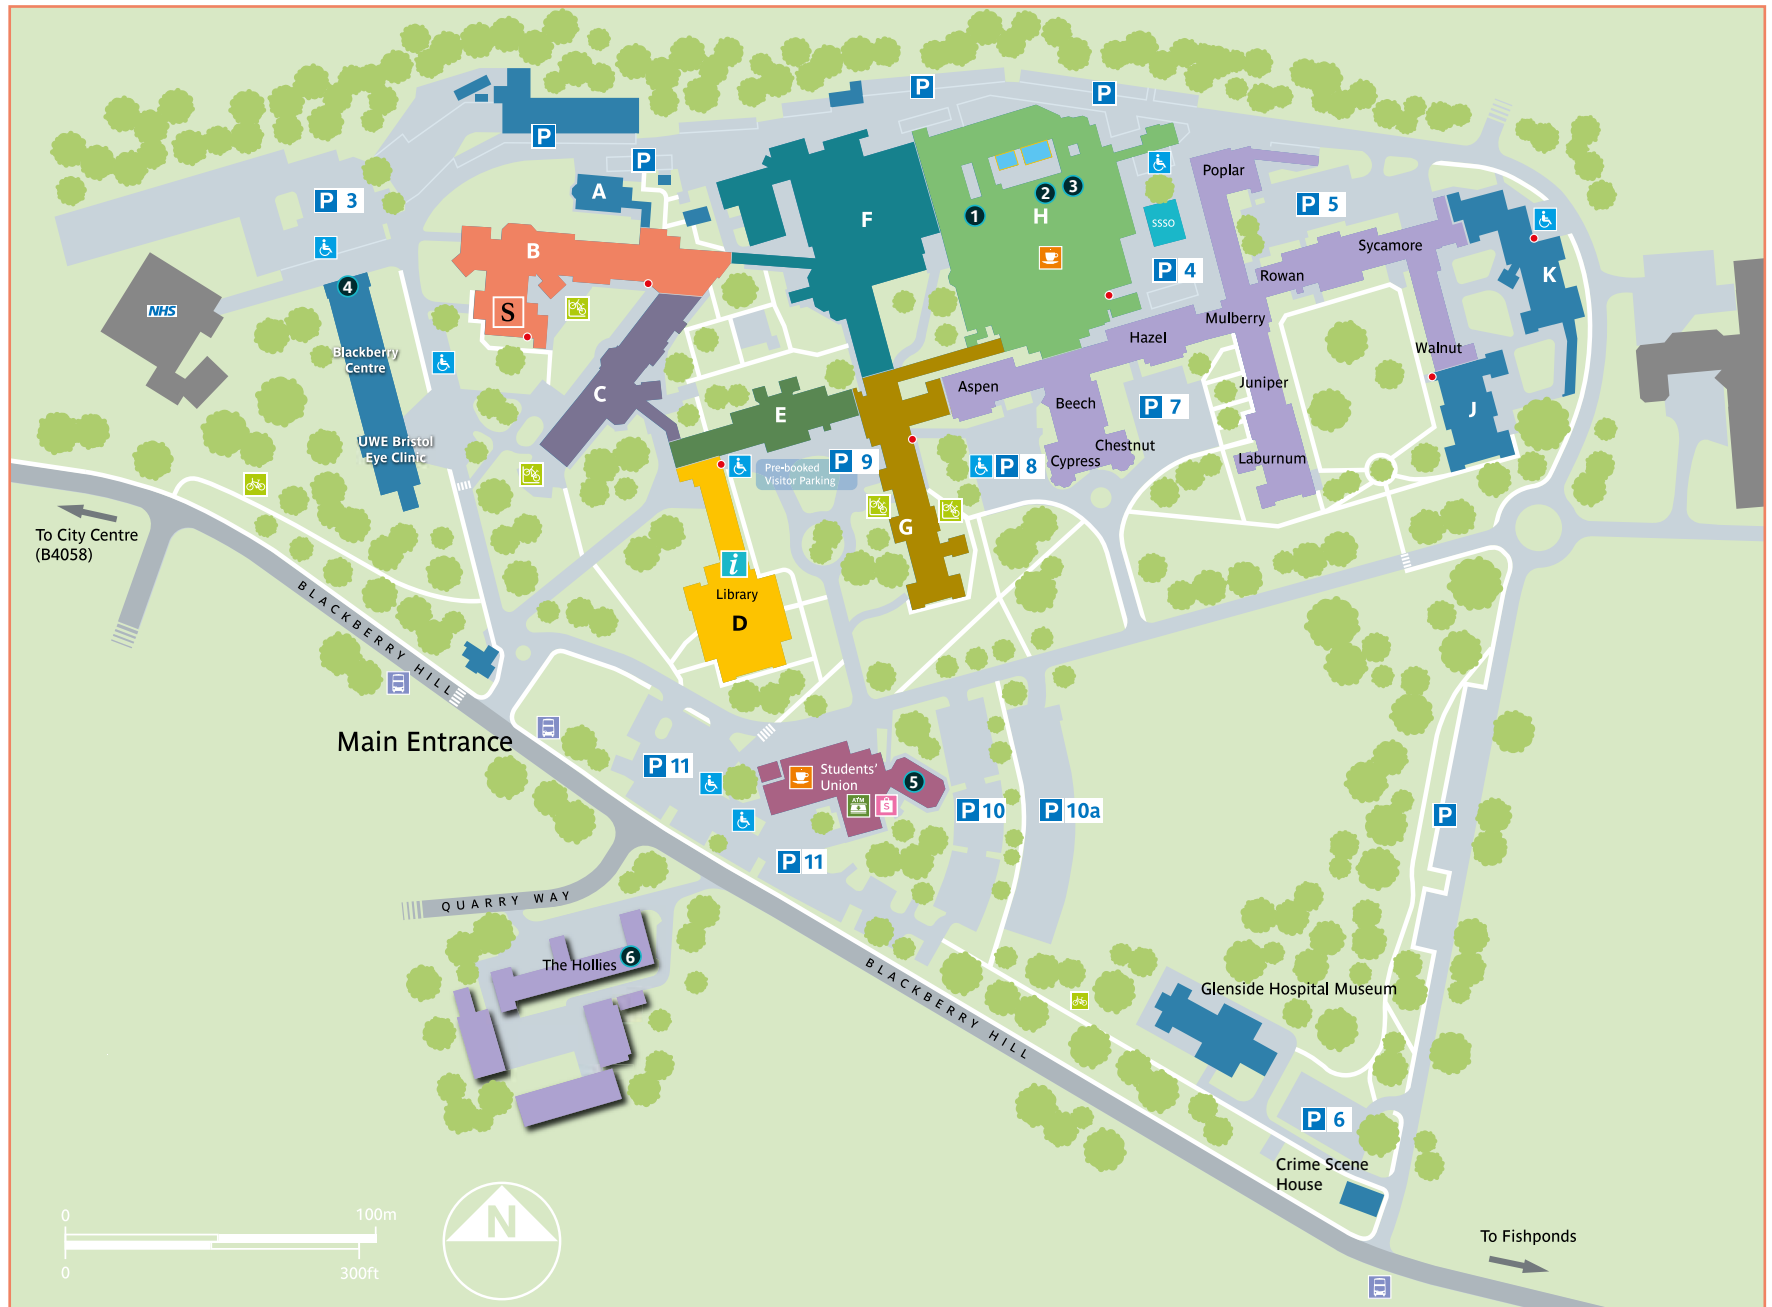 P
P
P
P
A
P 3
B
F
1
2
3
H
Poplar
SSSO
P 5
P 4
Sycamore
Rowan
K
4
NHS
S
Blackberry
Centre
Mulberry
Hazel
Walnut
C
E
Aspen
Juniper
Beech
P 7
J
UWE Bristol
Eye Clinic
Chestnut
Cypress
Laburnum
P 9
P 8
Pre-booked
Visitor Parking
G
To City Centre
(B4058)
i
Library
D
BLACKBERRY HILL
Main Entrance
P 11
Students'
Union
5
ATM
S
P 10
P 10a
P
P 11
QUARRY WAY
The Hollies
6
BLACKBERRY HILL
Glenside Hospital Museum
P 6
Crime Scene
House
0
100m
N
To Fishponds
0
300ft